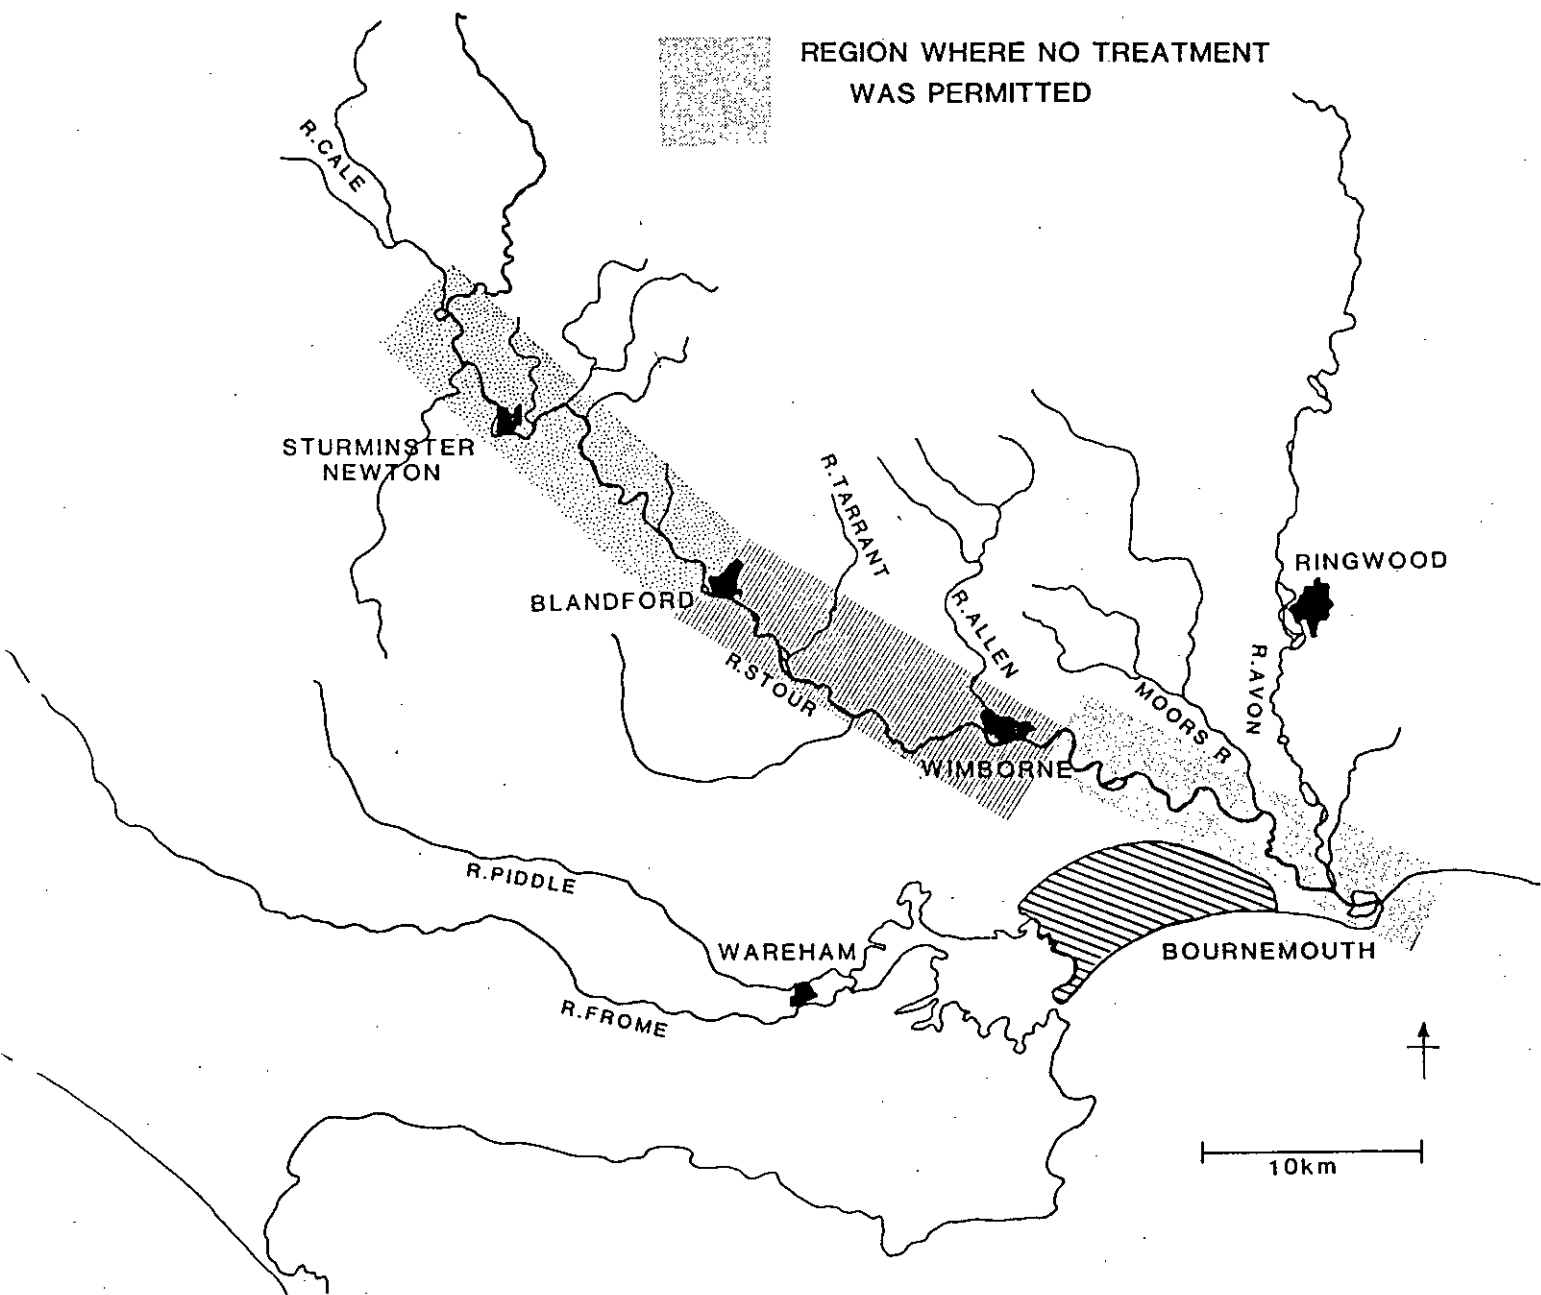 REGION WHERE NO TREATMENT
WAS PERMITTED
R.CALE
STURMINSTER
NEWTON
R.TARRANT
RINGWOOD
BLANDFORD
R.ALLEN
R.STOUR
R.AVON
MOORS R
WIMBORNE
R.PIDDLE
WAREHAM
BOURNEMOUTH
R.FROME
10km